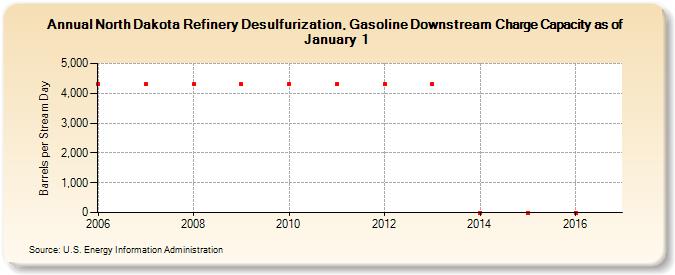 Annual North Dakota Refinery Desulfurization, Gasoline Downstream Charge Capacity as of
January 1
Barrels per Stream Day
5,000
4,000
3,000
2,000
1,000
0
2006 2008 2010 2012 2014 2016
Source: U.S. Energy Information Administration